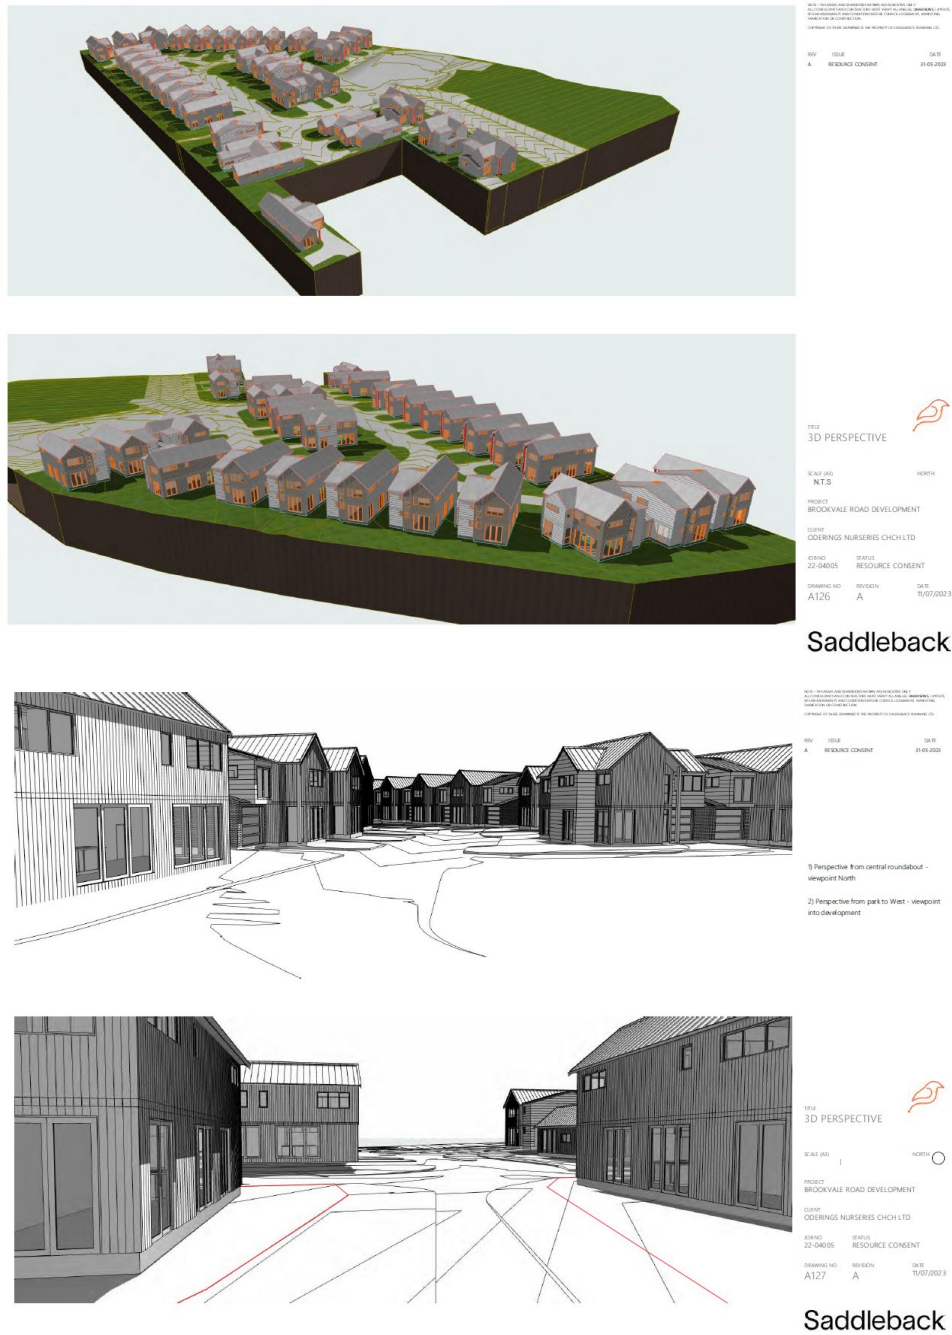 REV ISSUE DATE
A RESOURCE CONSENT 31-05-2023
TITLE
3D PERSPECTIVE
SCALE (A3) NORTH
N.T.S
PROJECT
BROOKVALE ROAD DEVELOPMENT
CLIENT
ODERINGS NURSERIES CHCH LTD
JOB NO STATUS
22-04005 RESOURCE CONSENT
DRAWING NO REVISION DATE
A126 A 11/07/2023
Saddleback
REV ISSUE DATE
A RESOURCE CONSENT 31-05-2023
1) Perspective from central roundabout -
viewpoint North
2) Perspective from park to West - viewpoint
into development
TITLE
3D PERSPECTIVE
SCALE (A3) NORTH
PROJECT
BROOKVALE ROAD DEVELOPMENT
CLIENT
ODERINGS NURSERIES CHCH LTD
JOB NO STATUS
22-04005 RESOURCE CONSENT
DRAWING NO REVISION DATE
A127 A 11/07/2023
Saddleback